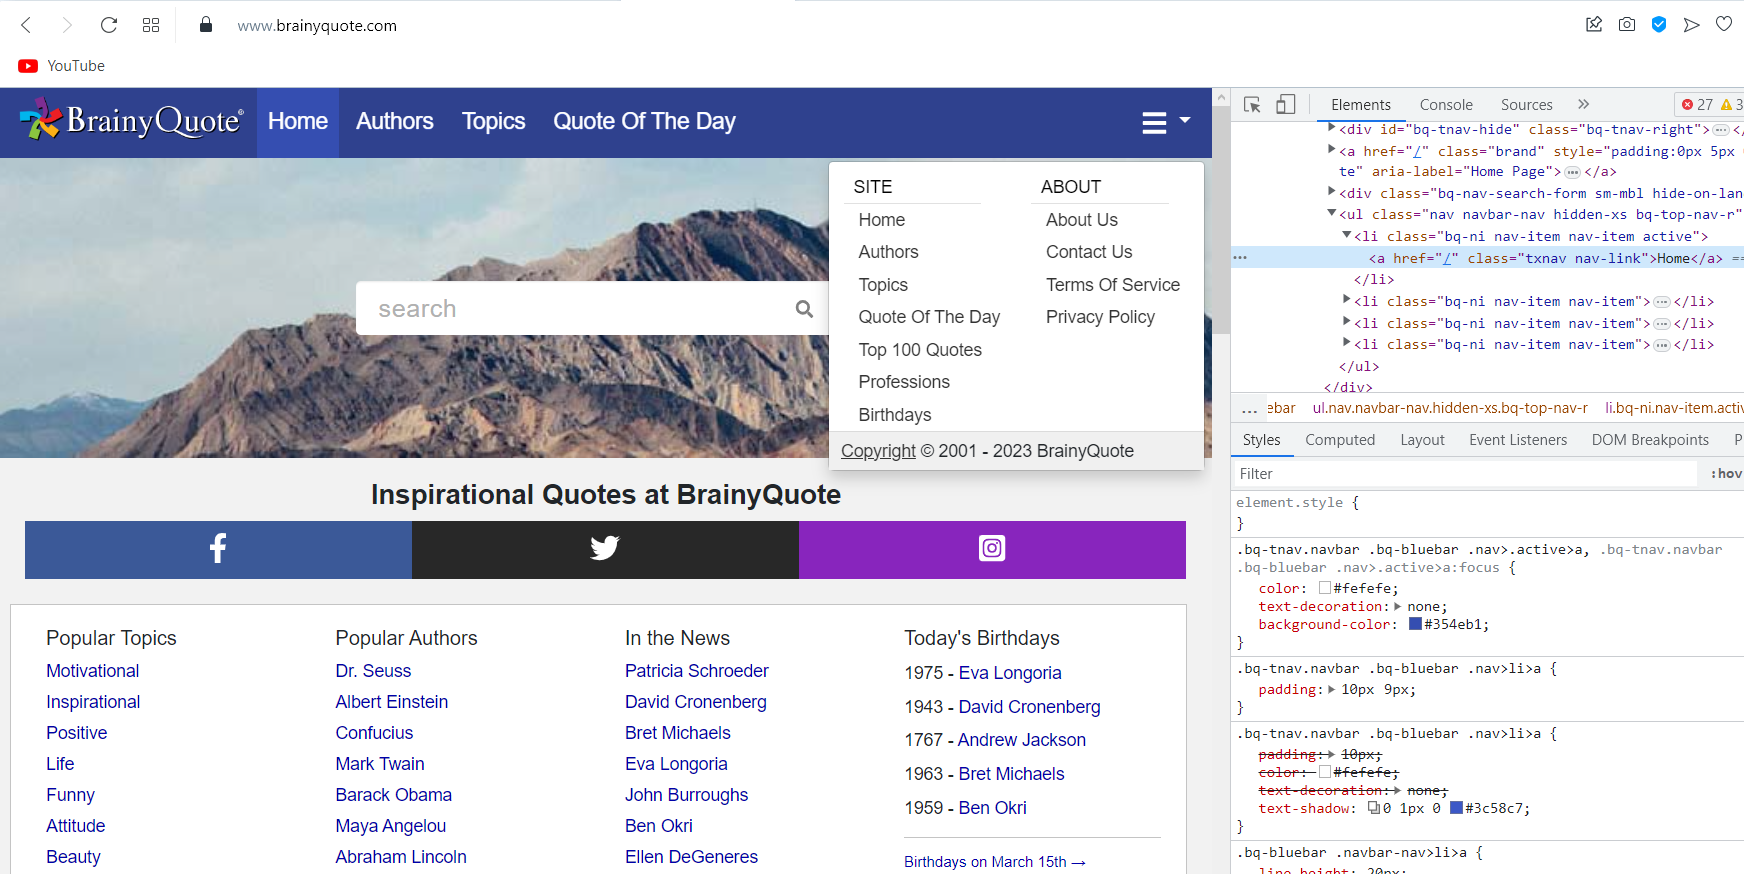 www.brainyquote.com
YouTube
BrainyQuote®
Home Authors Topics Quote Of The Day
SITE
Home
Authors
Topics
Quote Of The Day
Top 100 Quotes
Professions
Birthdays
ABOUT
About Us
Contact Us
Terms Of Service
Privacy Policy
Copyright © 2001 - 2023 BrainyQuote
search
Inspirational Quotes at BrainyQuote
Popular Topics
Motivational
Inspirational
Positive
Life
Funny
Attitude
Beauty
Popular Authors
Dr. Seuss
Albert Einstein
Confucius
Mark Twain
Barack Obama
Maya Angelou
Abraham Lincoln
In the News
Patricia Schroeder
David Cronenberg
Bret Michaels
Eva Longoria
John Burroughs
Ben Okri
Ellen DeGeneres
Today's Birthdays
1975 - Eva Longoria
1943 - David Cronenberg
1767 - Andrew Jackson
1963 - Bret Michaels
1959 - Ben Okri
Birthdays on March 15th →
Elements Console Sources » 27 3
<div id="bq-tnav-hide" class="bq-tnav-right">…</
<a href="/" class="brand" style="padding:0px 5px
te" aria-label="Home Page">…</a>
<div class="bq-nav-search-form sm-mbl hide-on-lan
<ul class="nav navbar-nav hidden-xs bq-top-nav-r"
<li class="bq-ni nav-item nav-item active">
… <a href="/" class="txnav nav-link">Home</a> ==
</li>
<li class="bq-ni nav-item nav-item">…</li>
<li class="bq-ni nav-item nav-item">…</li>
<li class="bq-ni nav-item nav-item">…</li>
</ul>
</div>
… ebar ul.nav.navbar-nav.hidden-xs.bq-top-nav-r li.bq-ni.nav-item.activ
Styles Computed Layout Event Listeners DOM Breakpoints P
Filter :hov
element.style {
}
.bq-tnav.navbar .bq-bluebar .nav>.active>a, .bq-tnav.navbar
.bq-bluebar .nav>.active>a:focus {
color: #fefefe;
text-decoration: none;
background-color: #354eb1;
}
.bq-tnav.navbar .bq-bluebar .nav>li>a {
padding: 10px 9px;
}
.bq-tnav.navbar .bq-bluebar .nav>li>a {
padding: 10px;
color: #fefefe;
text-decoration: none;
text-shadow: 0 1px 0 #3c58c7;
}
.bq-bluebar .navbar-nav>li>a {
line-height: 20px;